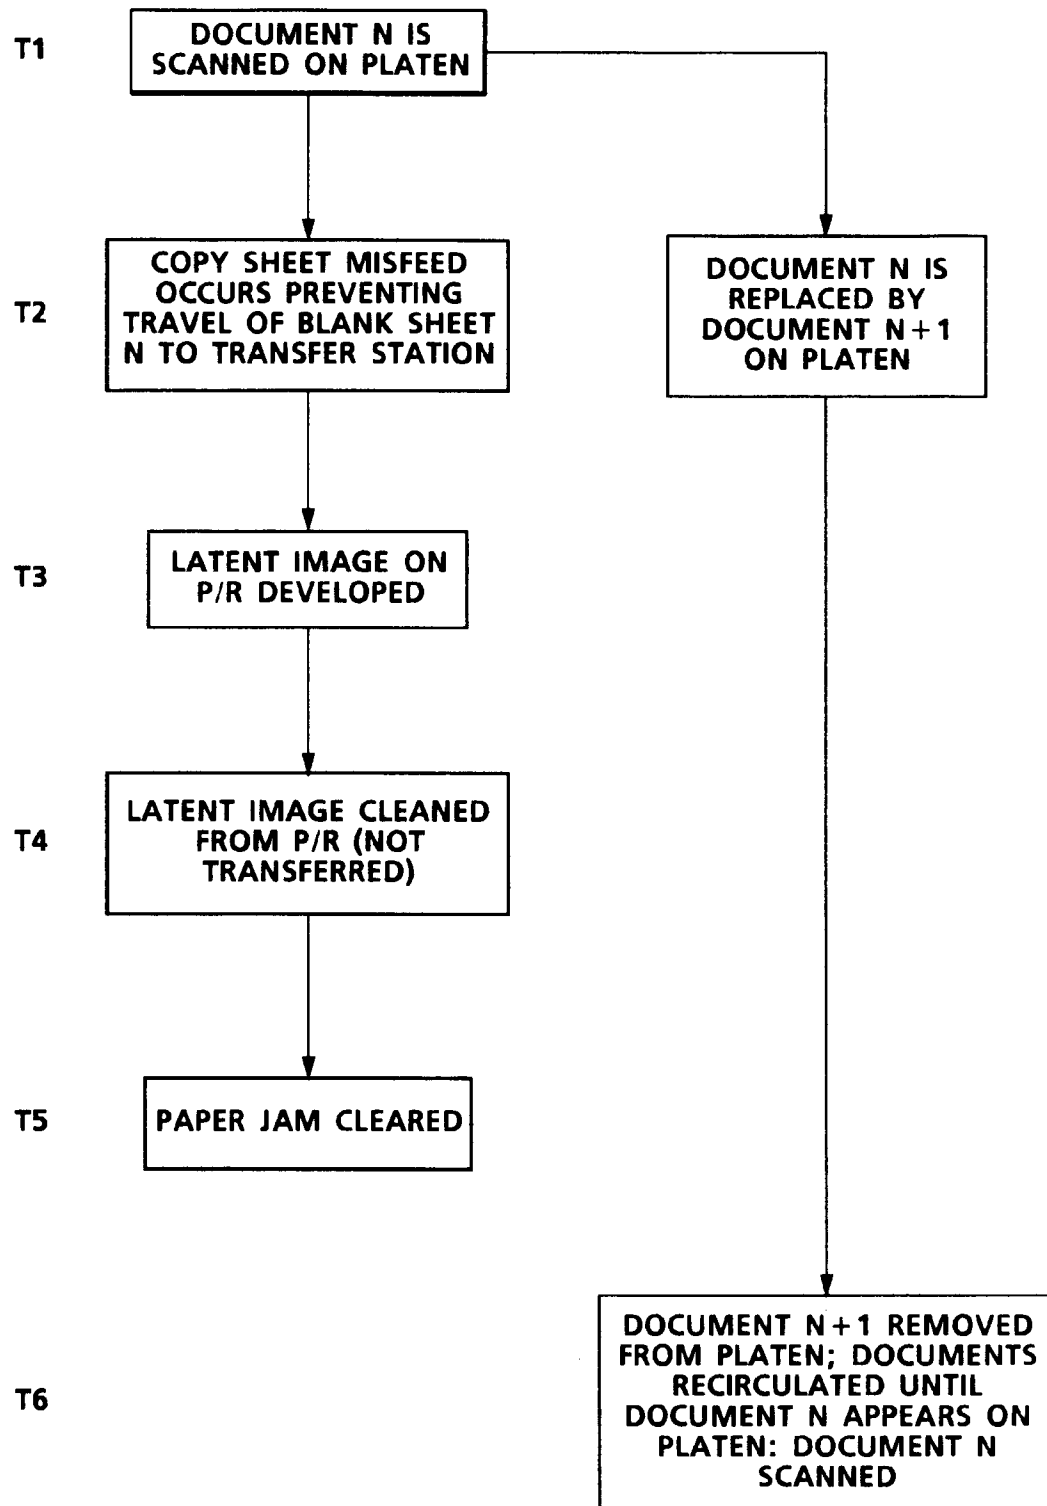 T1
DOCUMENT N IS
SCANNED ON PLATEN
T2
COPY SHEET MISFEED
OCCURS PREVENTING
TRAVEL OF BLANK SHEET
N TO TRANSFER STATION
DOCUMENT N IS
REPLACED BY
DOCUMENT N+1
ON PLATEN
T3
LATENT IMAGE ON
P/R DEVELOPED
T4
LATENT IMAGE CLEANED
FROM P/R (NOT
TRANSFERRED)
T5
PAPER JAM CLEARED
T6
DOCUMENT N+1 REMOVED
FROM PLATEN; DOCUMENTS
RECIRCULATED UNTIL
DOCUMENT N APPEARS ON
PLATEN: DOCUMENT N
SCANNED